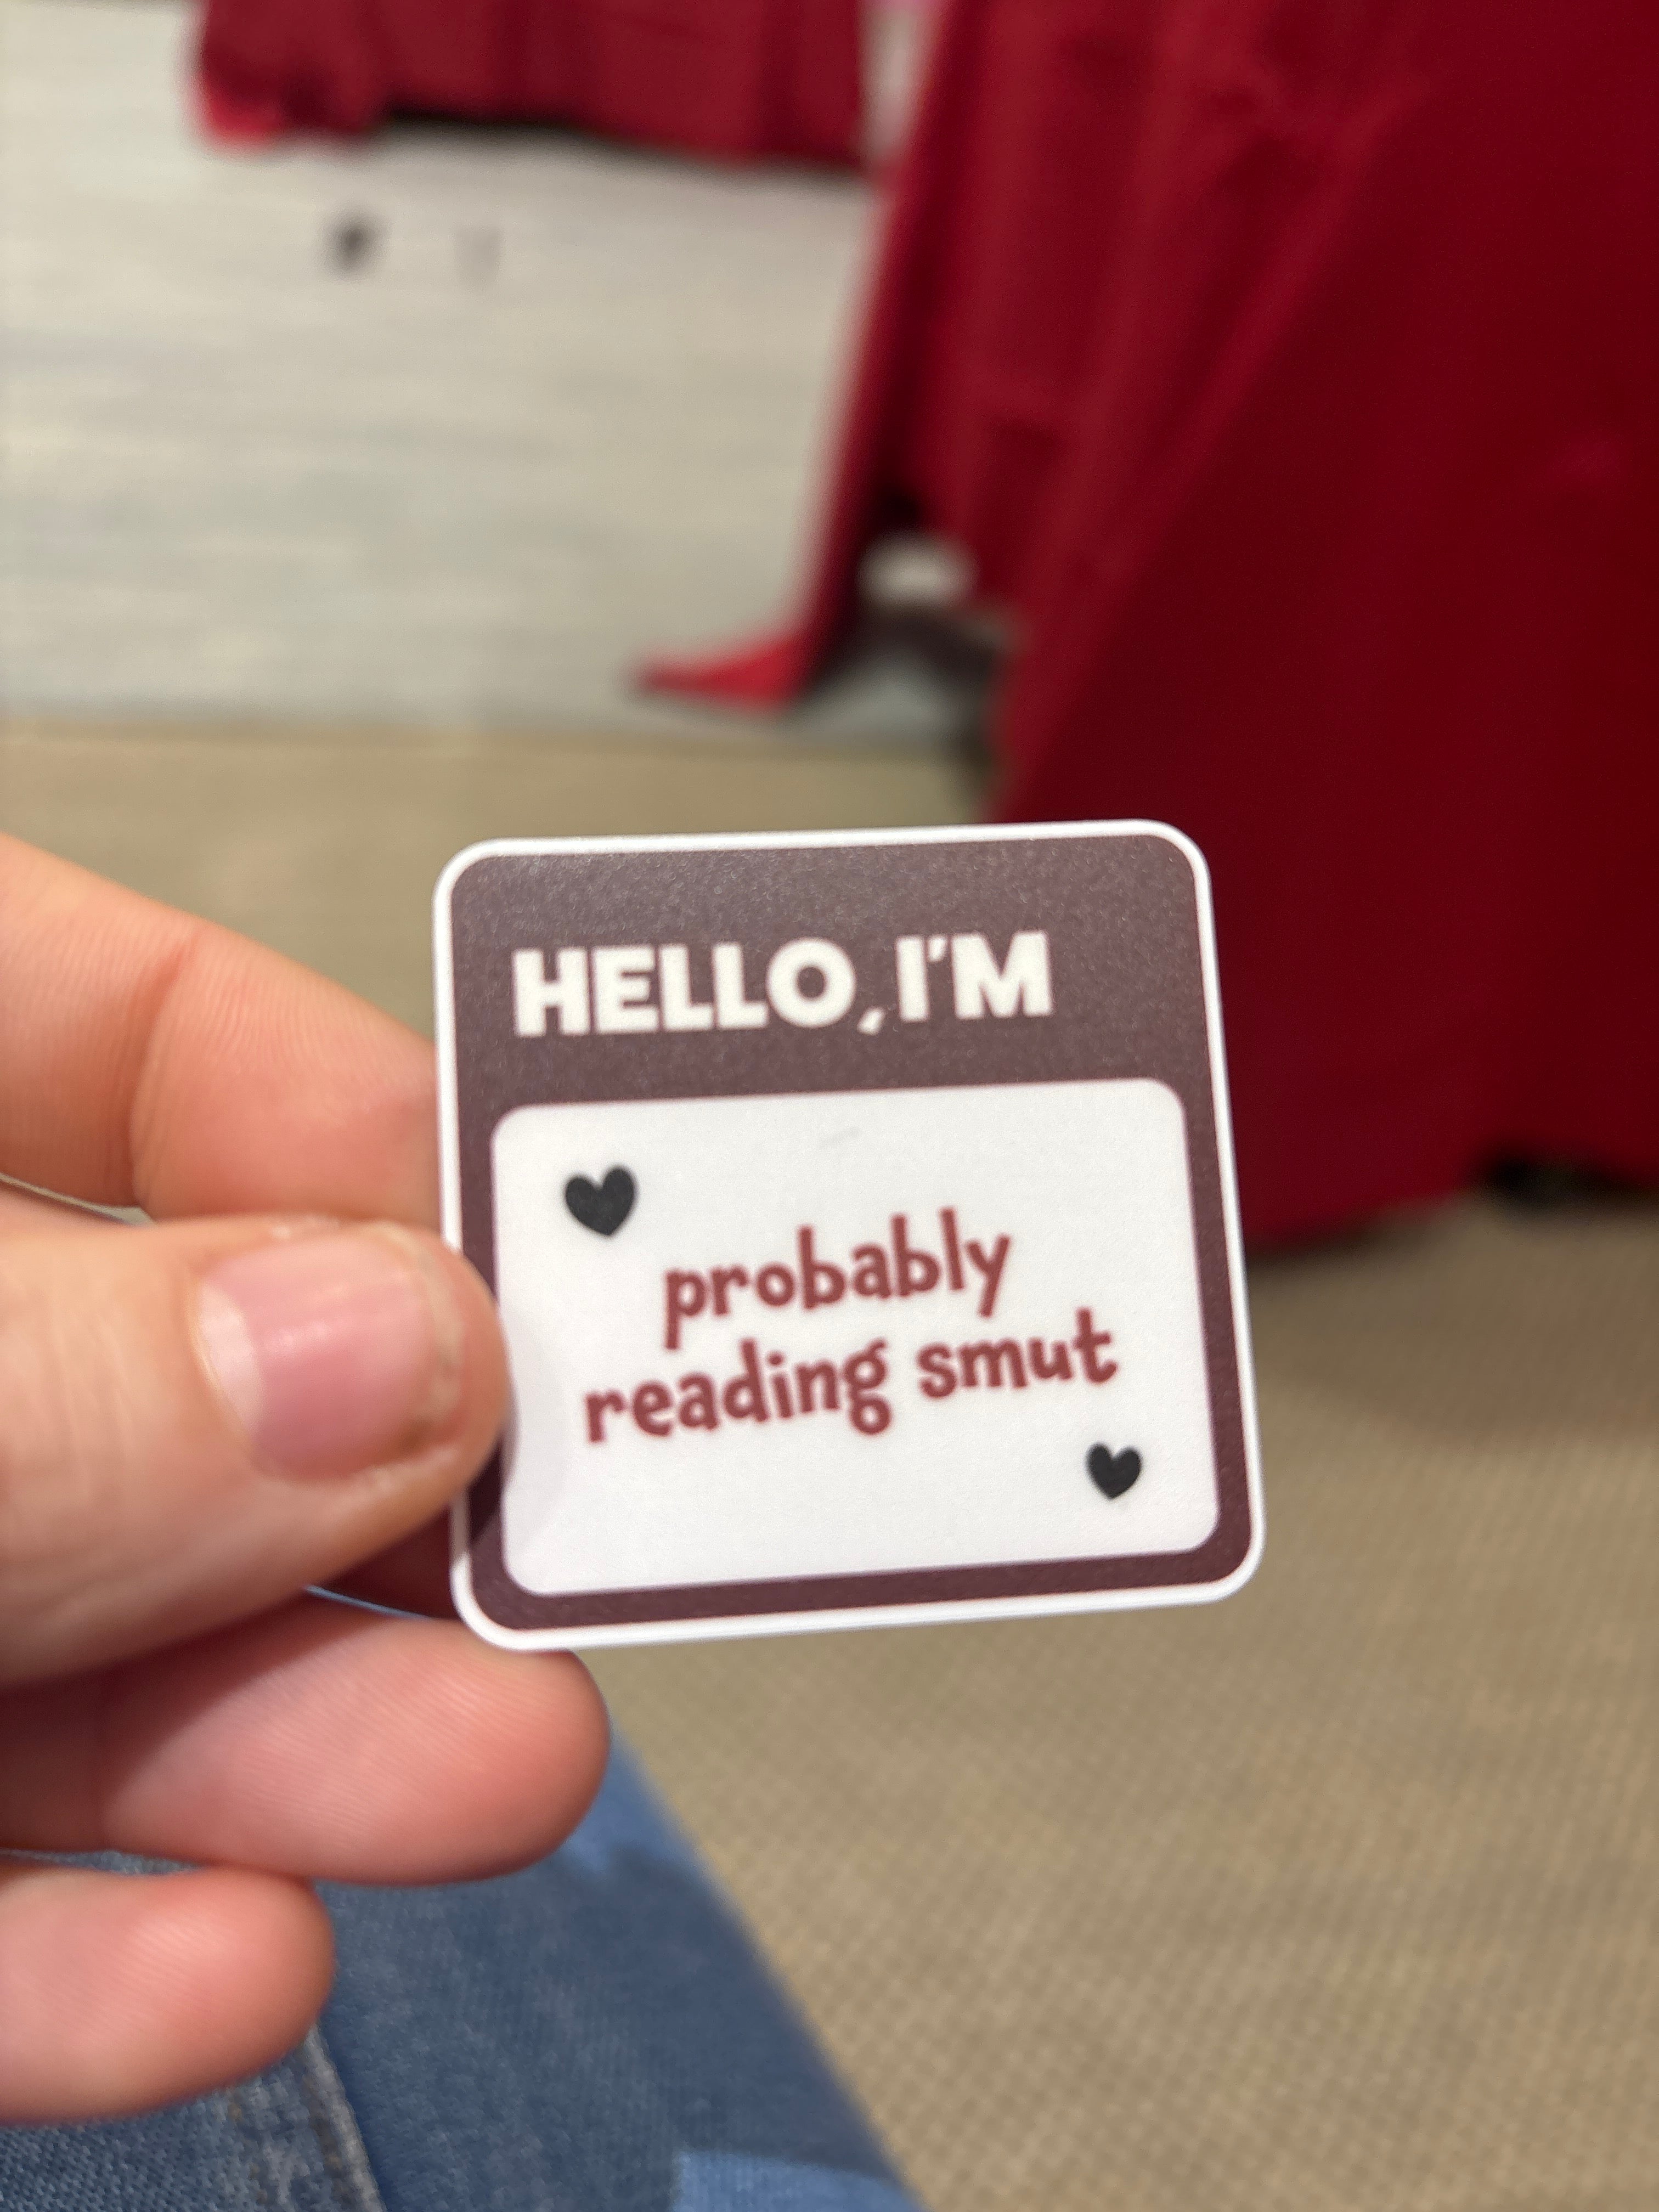 HELLO, I'M
probably
reading smut